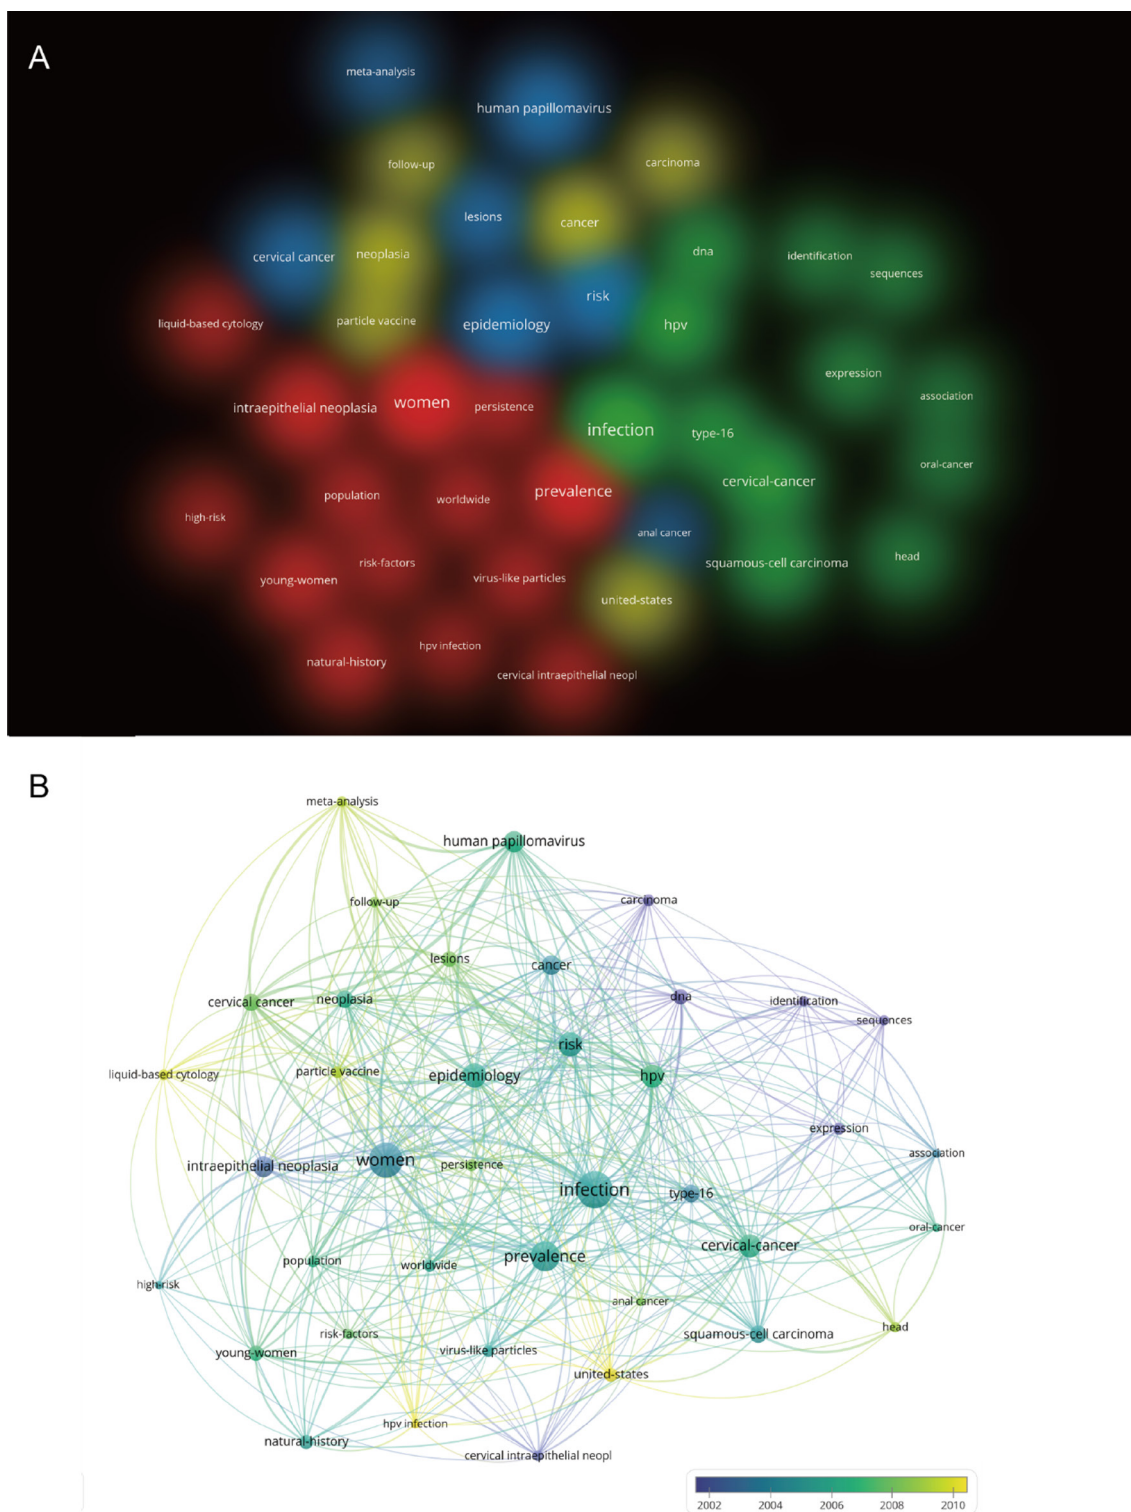 A
meta-analysis
human papillomavirus
follow-up
carcinoma
lesions
cancer
cervical cancer
neoplasia
dna
identification
sequences
risk
liquid-based cytology
particle vaccine
epidemiology
hpv
expression
association
intraepithelial neoplasia
women
persistence
infection
type-16
oral-cancer
cervical-cancer
population
worldwide
prevalence
high-risk
anal cancer
head
risk-factors
squamous-cell carcinoma
young-women
virus-like particles
united-states
hpv infection
natural-history
cervical intraepithelial neopl
B
meta-analysis
human papillomavirus
follow-up
carcinoma
lesions
cancer
cervical cancer
neoplasia
dna
identification
sequences
risk
liquid-based cytology
particle vaccine
epidemiology
hpv
expression
association
intraepithelial neoplasia
women
persistence
infection
type-16
oral-cancer
cervical-cancer
population
worldwide
prevalence
high-risk
anal cancer
head
risk-factors
squamous-cell carcinoma
young-women
virus-like particles
united-states
hpv infection
natural-history
cervical intraepithelial neopl
2002 2004 2006 2008 2010